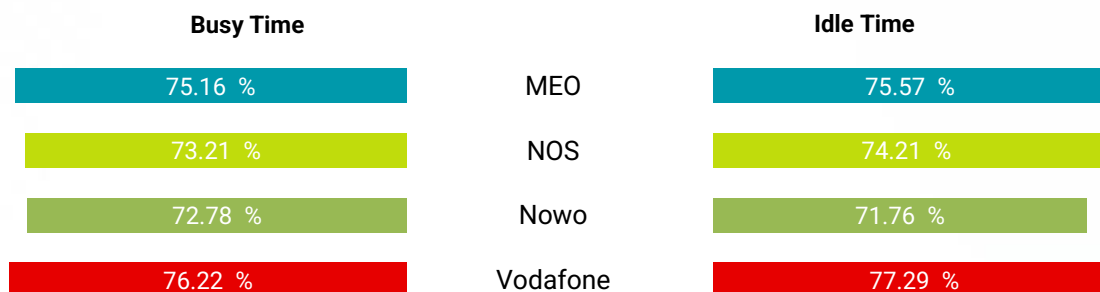 Busy Time Idle Time
75.16 % MEO 75.57 %
73.21 % NOS 74.21 %
72.78 % Nowo 71.76 %
76.22 % Vodafone 77.29 %